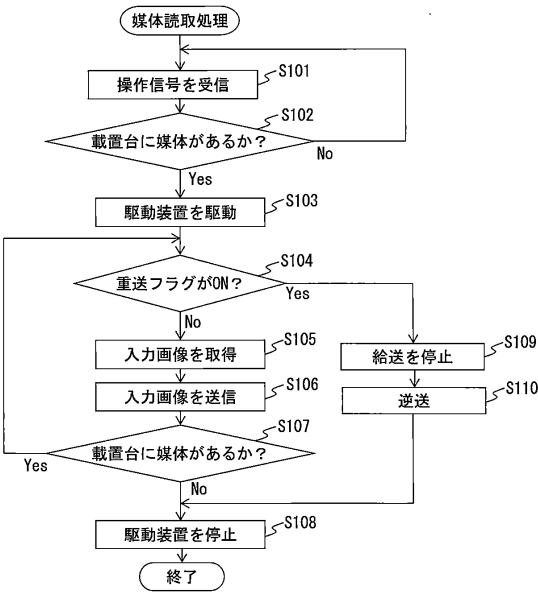 媒体読取処理
操作信号を受信
S101
載置台に媒体があるか?
S102
No
Yes
駆動装置を駆動
S103
重送フラグがON?
S104
Yes
No
入力画像を取得
S105
給送を停止
S109
入力画像を送信
S106
逆送
S110
載置台に媒体があるか?
S107
Yes
No
駆動装置を停止
S108
終了